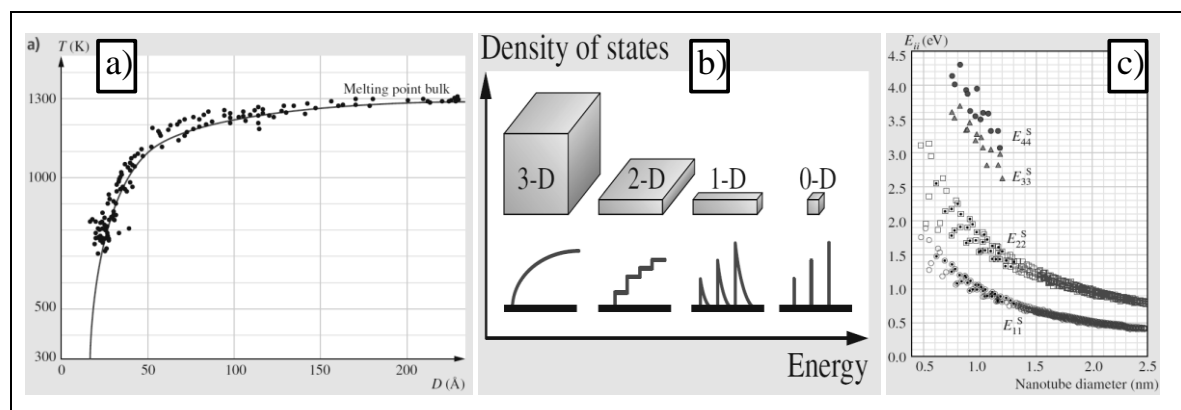 a)
a)
T (K)
Melting point bulk
1300
1000
500
300
0
50
100
150
200
D (Å)
Density of states
b)
3-D
2-D
1-D
0-D
Energy
E_ii (eV)
c)
4.5
4.0
3.5
3.0
2.5
2.0
1.5
1.0
0.5
0.0
E_44^S
E_33^S
E_22^S
E_11^S
0.5
1.0
1.5
2.0
2.5
Nanotube diameter (nm)